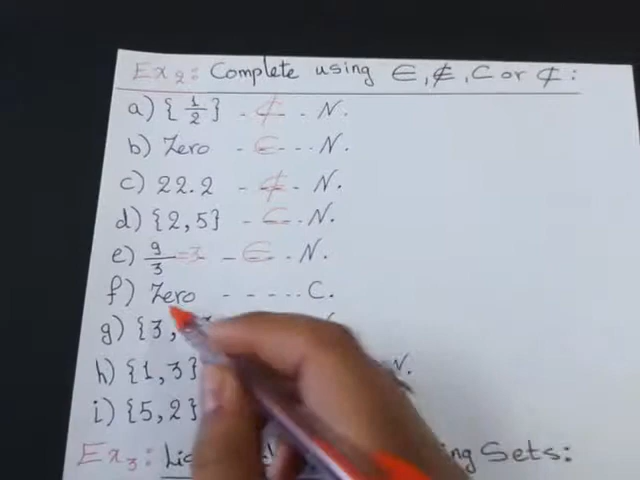 Ex2: Complete using ∈, ∉, ⊂ or ⊄ :
a) { 1/2 } - ⊄ - - N.
b) Zero - ∈ - - - N.
c) 22.2 - ∉ - N.
d) {2,5} - ⊂ - N.
e) 9/3 =3 - ∈ - - N.
f) Zero - - - - - C.
g) {3,
h) {1,3} N.
i) {5,2}
Ex3: Sets: